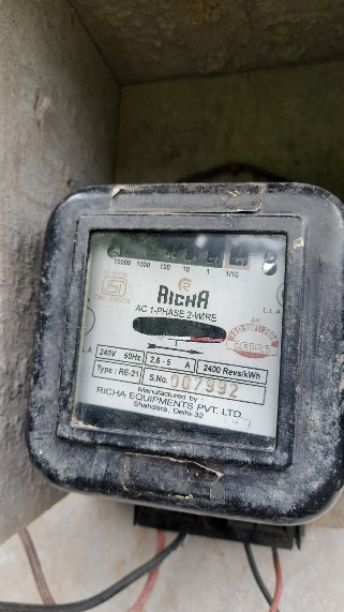 10000 1000 100 10 1 1/10
RICHA
AC 1-PHASE 2-WIRE
240V 50Hz 2.5 - 5 A 2400 Revs/kWh
Type : RE-21 S.No. 007992
Manufactured by :
RICHA EQUIPMENTS PVT. LTD.
Shahdara, Delhi-32